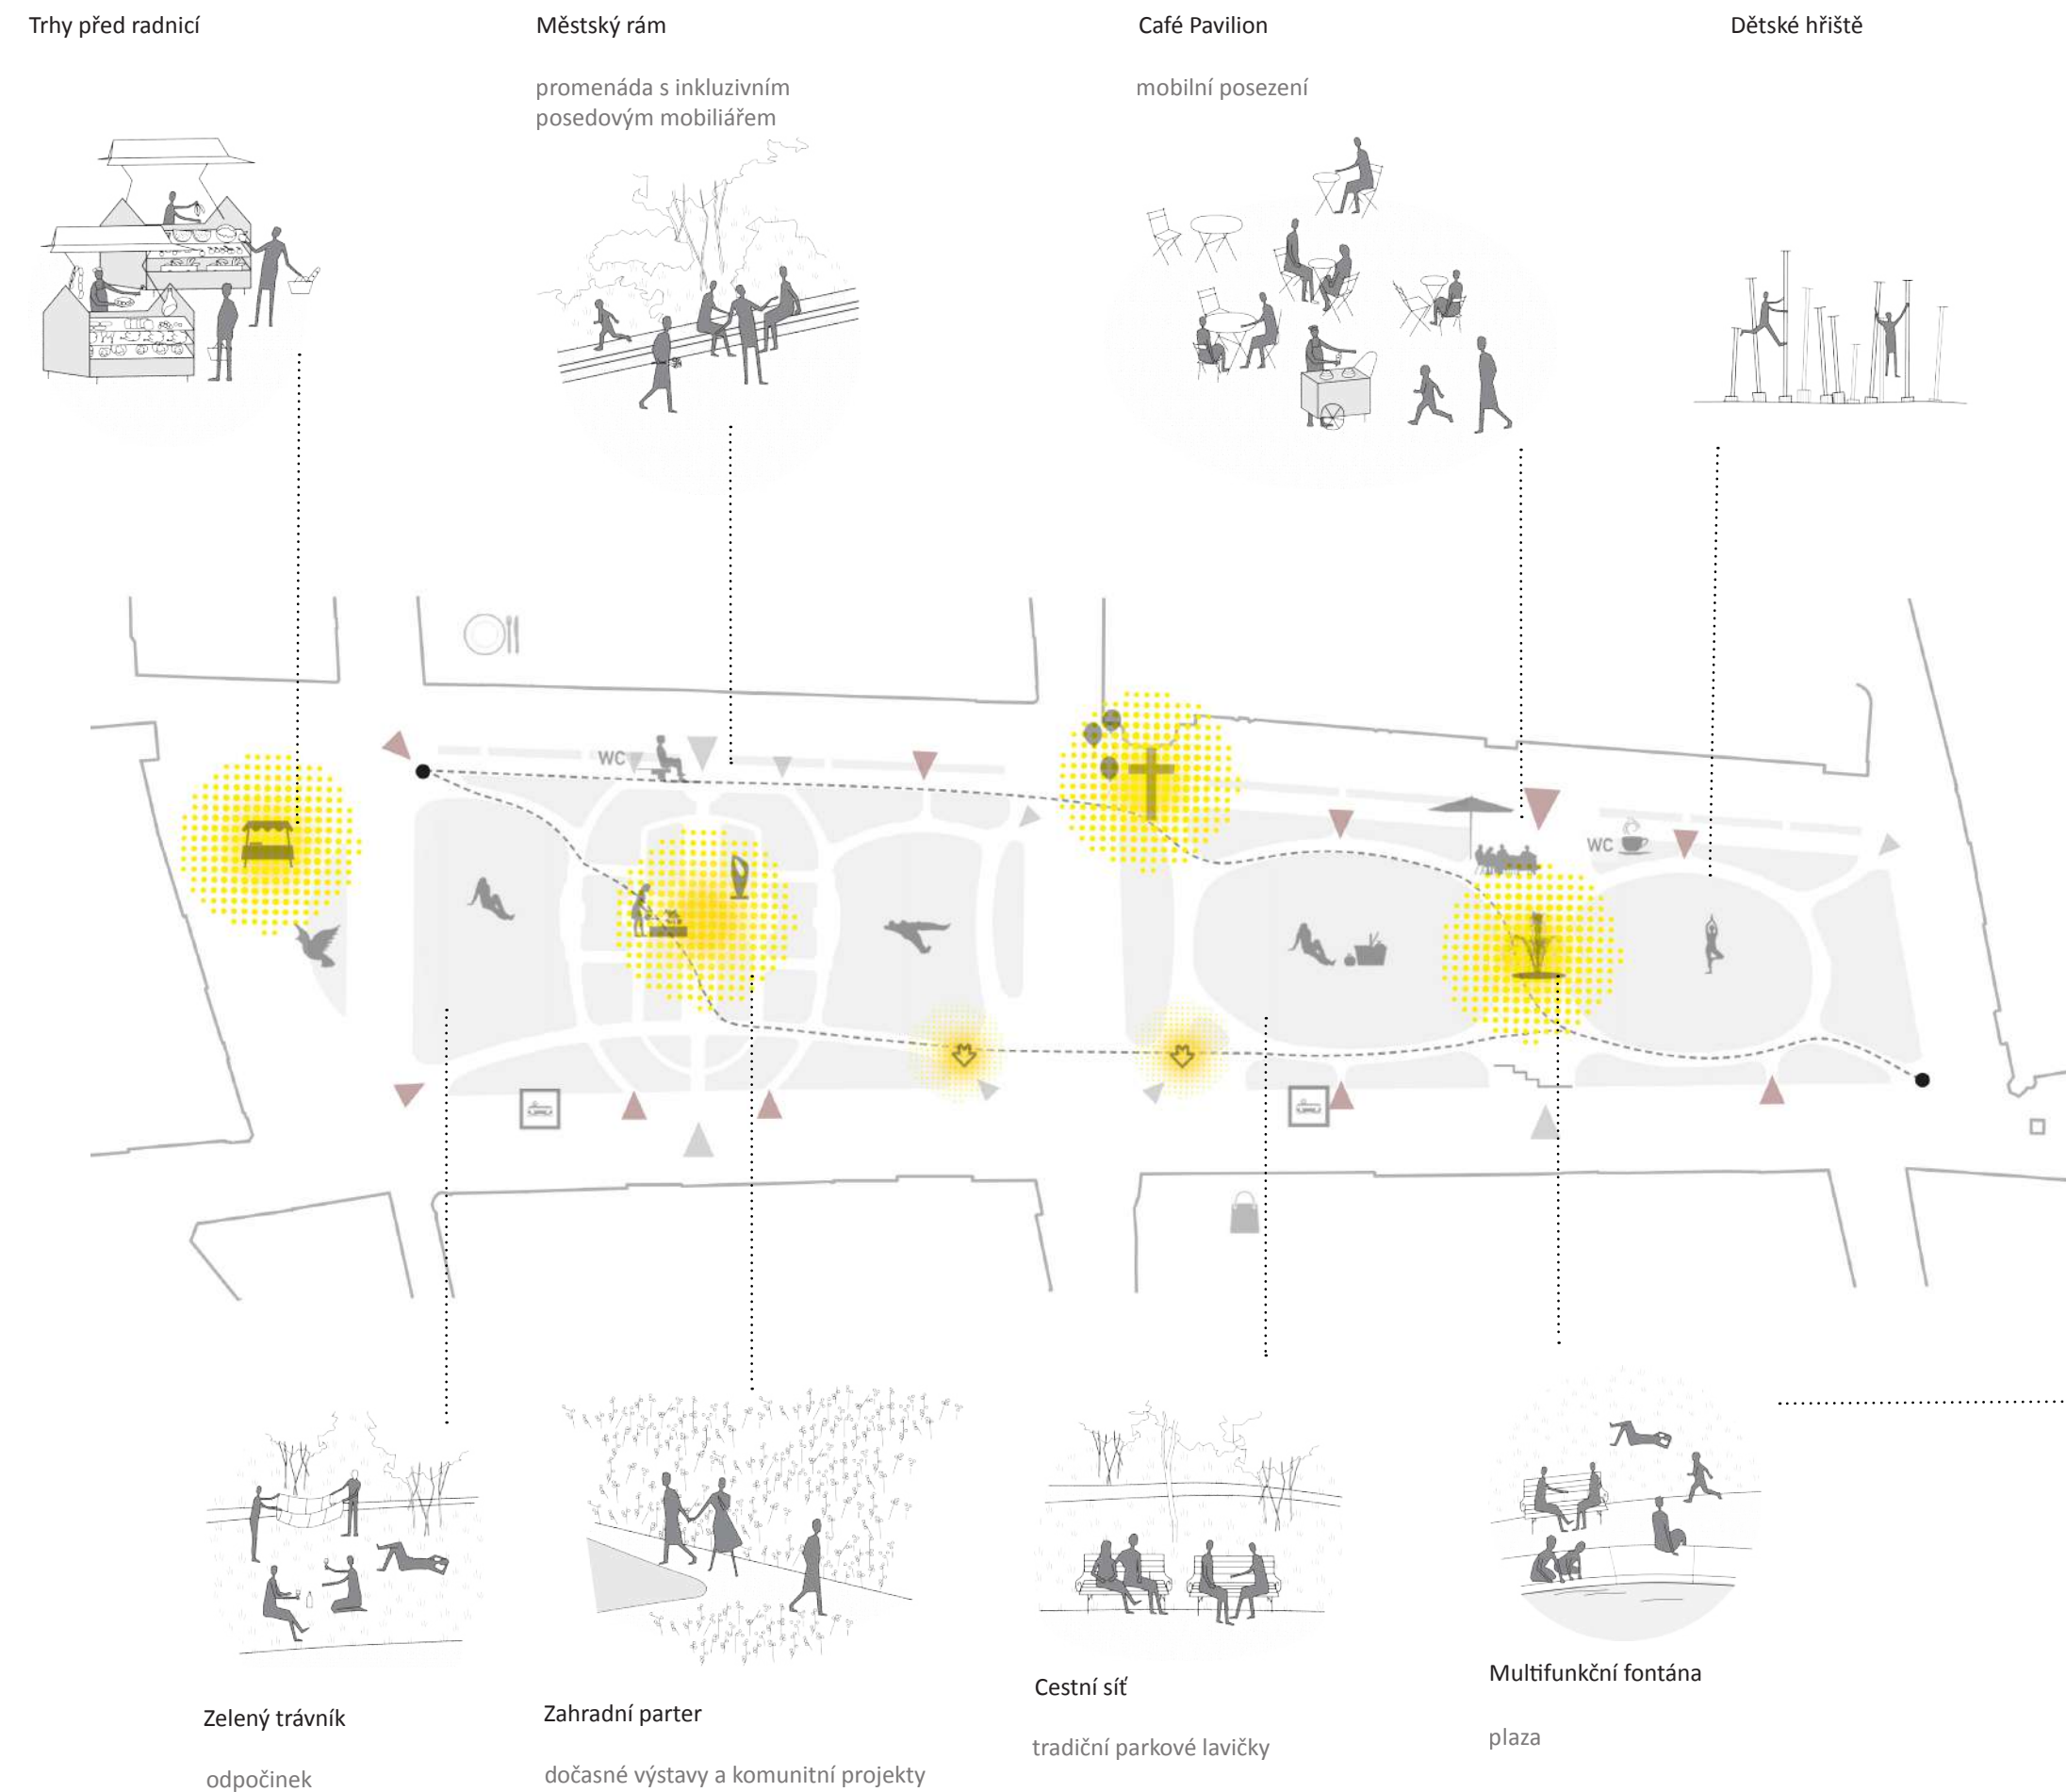 Trhy před radnicí
Městský rám
promenáda s inkluzivním
posedovým mobiliářem
Café Pavilion
mobilní posezení
Dětské hřiště
WC
WC
Zelený trávník
odpočinek
Zahradní parter
dočasné výstavy a komunitní projekty
Cestní síť
tradiční parkové lavičky
Multifunkční fontána
plaza